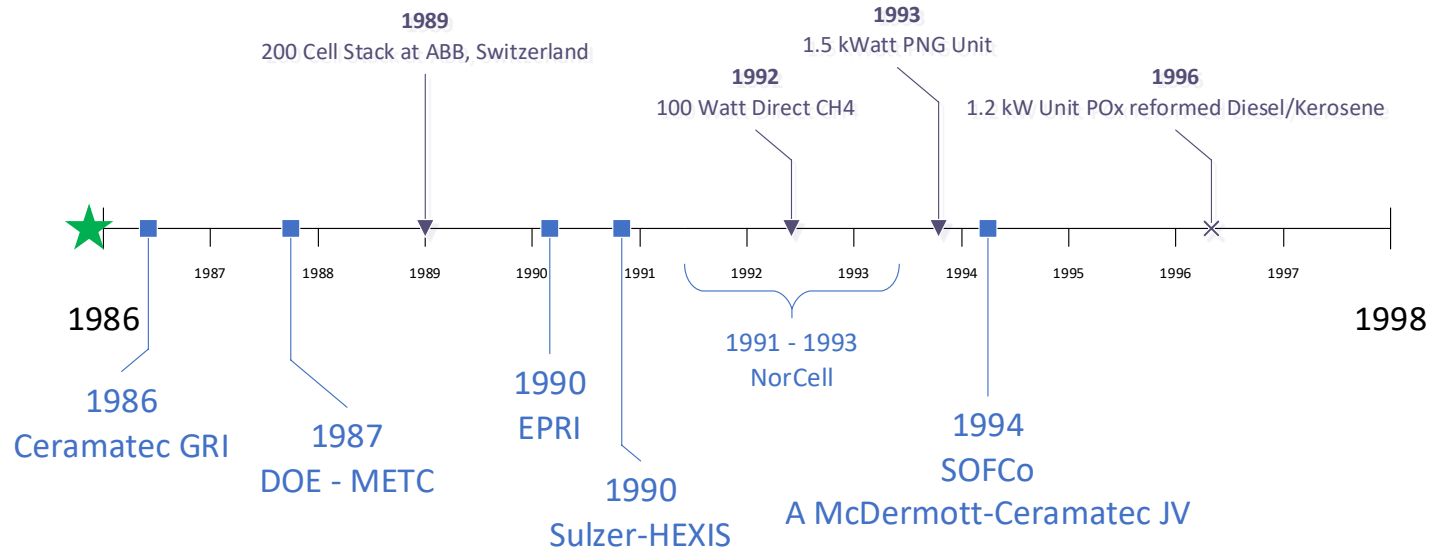 1989
200 Cell Stack at ABB, Switzerland
1993
1.5 kWatt PNG Unit
1992
100 Watt Direct CH4
1996
1.2 kW Unit POx reformed Diesel/Kerosene
1987
1988
1989
1990
1991
1992
1993
1994
1995
1996
1997
1986
1998
1986
Ceramatec GRI
1987
DOE - METC
1990
EPRI
1990
Sulzer-HEXIS
1991 - 1993
NorCell
1994
SOFCo
A McDermott-Ceramatec JV